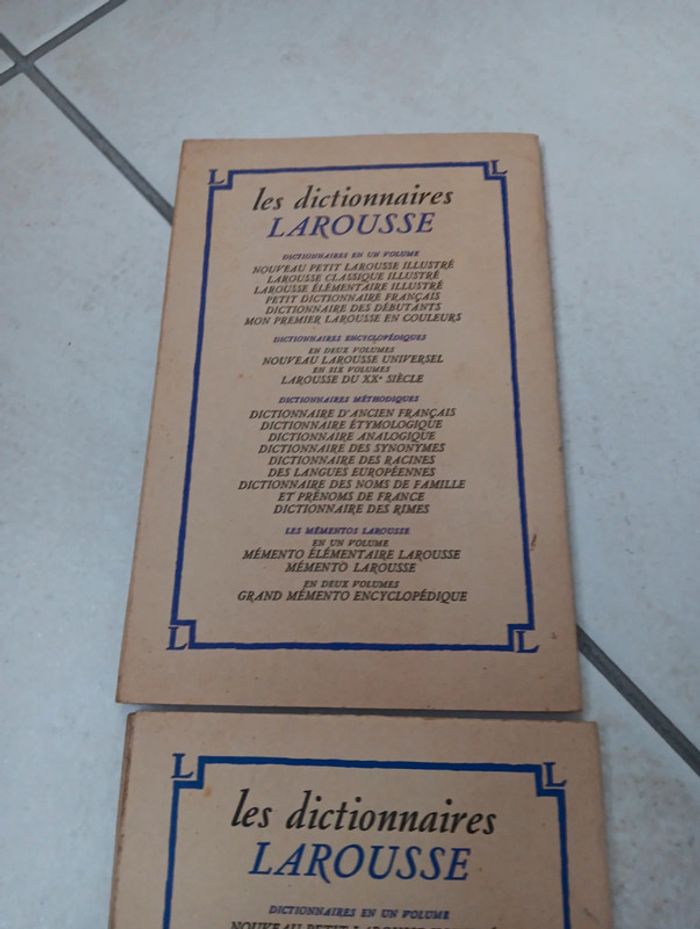 L L
les dictionnaires
LAROUSSE
DICTIONNAIRES EN UN VOLUME
NOUVEAU PETIT LAROUSSE ILLUSTRÉ
LAROUSSE CLASSIQUE ILLUSTRÉ
LAROUSSE ÉLÉMENTAIRE ILLUSTRÉ
PETIT DICTIONNAIRE FRANÇAIS
DICTIONNAIRE DES DÉBUTANTS
MON PREMIER LAROUSSE EN COULEURS
DICTIONNAIRES ENCYCLOPÉDIQUES
EN DEUX VOLUMES
NOUVEAU LAROUSSE UNIVERSEL
EN SIX VOLUMES
LAROUSSE DU XXe SIÈCLE
DICTIONNAIRES MÉTHODIQUES
DICTIONNAIRE D'ANCIEN FRANÇAIS
DICTIONNAIRE ÉTYMOLOGIQUE
DICTIONNAIRE ANALOGIQUE
DICTIONNAIRE DES SYNONYMES
DICTIONNAIRE DES RACINES
DES LANGUES EUROPÉENNES
DICTIONNAIRE DES NOMS DE FAMILLE
ET PRÉNOMS DE FRANCE
DICTIONNAIRE DES RIMES
LES MÉMENTOS LAROUSSE
EN UN VOLUME
MÉMENTO ÉLÉMENTAIRE LAROUSSE
MÉMENTO LAROUSSE
EN DEUX VOLUMES
GRAND MÉMENTO ENCYCLOPÉDIQUE
L L
L L
les dictionnaires
LAROUSSE
DICTIONNAIRES EN UN VOLUME
NOUVEAU PETIT LAROUSSE